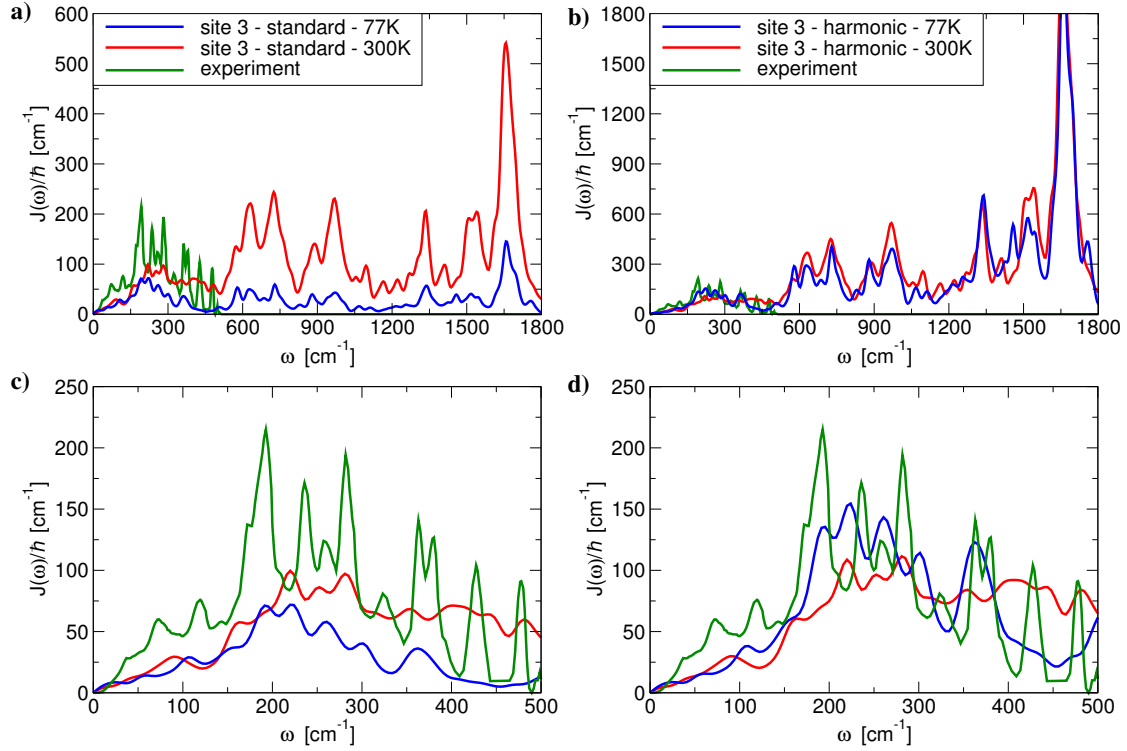 a)
site 3 - standard - 77K
site 3 - standard - 300K
experiment
J(ω)/ℏ [cm⁻¹]
600
500
400
300
200
100
0
0 300 600 900 1200 1500 1800
ω [cm⁻¹]
b)
site 3 - harmonic - 77K
site 3 - harmonic - 300K
experiment
J(ω)/ℏ [cm⁻¹]
1800
1500
1200
900
600
300
0
0 300 600 900 1200 1500 1800
ω [cm⁻¹]
c)
J(ω)/ℏ [cm⁻¹]
250
200
150
100
50
0
0 100 200 300 400 500
ω [cm⁻¹]
d)
J(ω)/ℏ [cm⁻¹]
250
200
150
100
50
0
0 100 200 300 400 500
ω [cm⁻¹]